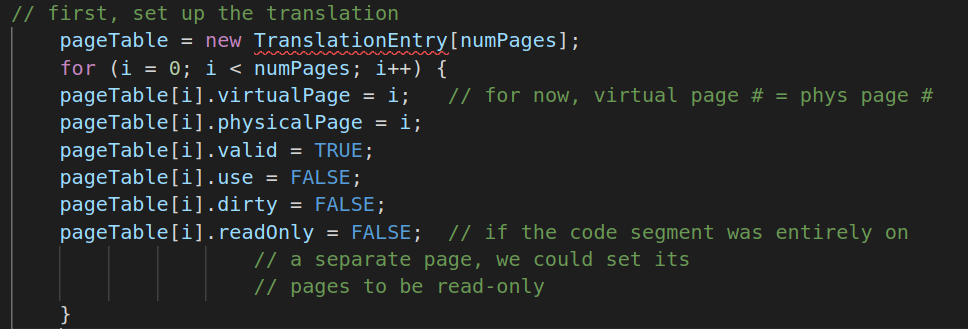 // first, set up the translation
pageTable = new TranslationEntry[numPages];
for (i = 0; i < numPages; i++) {
pageTable[i].virtualPage = i;   // for now, virtual page # = phys page #
pageTable[i].physicalPage = i;
pageTable[i].valid = TRUE;
pageTable[i].use = FALSE;
pageTable[i].dirty = FALSE;
pageTable[i].readOnly = FALSE;  // if the code segment was entirely on
// a separate page, we could set its
// pages to be read-only
}